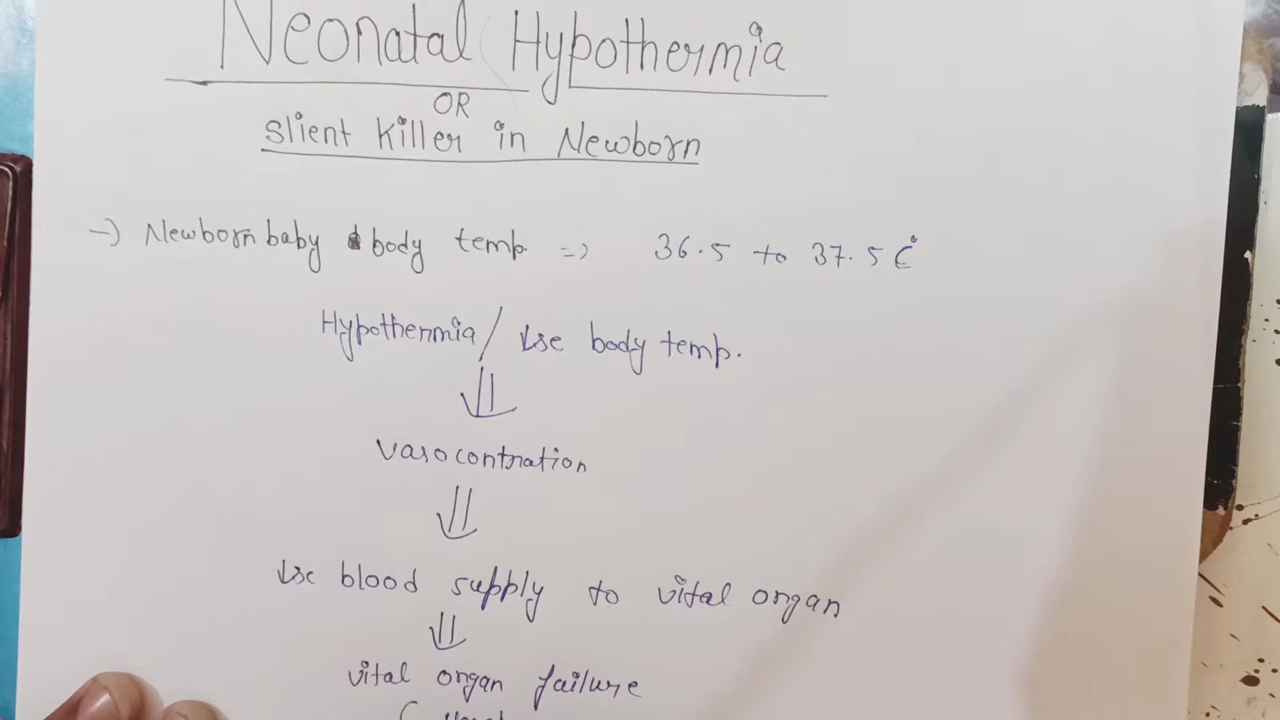 Neonatal Hypothermia
OR
Slient Killer in Newborn
→ Newborn baby body temp. => 36.5 to 37.5 C°
Hypothermia / ↓se body temp.
⇓
Vasocontration
⇓
↓se blood supply to vital organ
⇓
vital organ failure